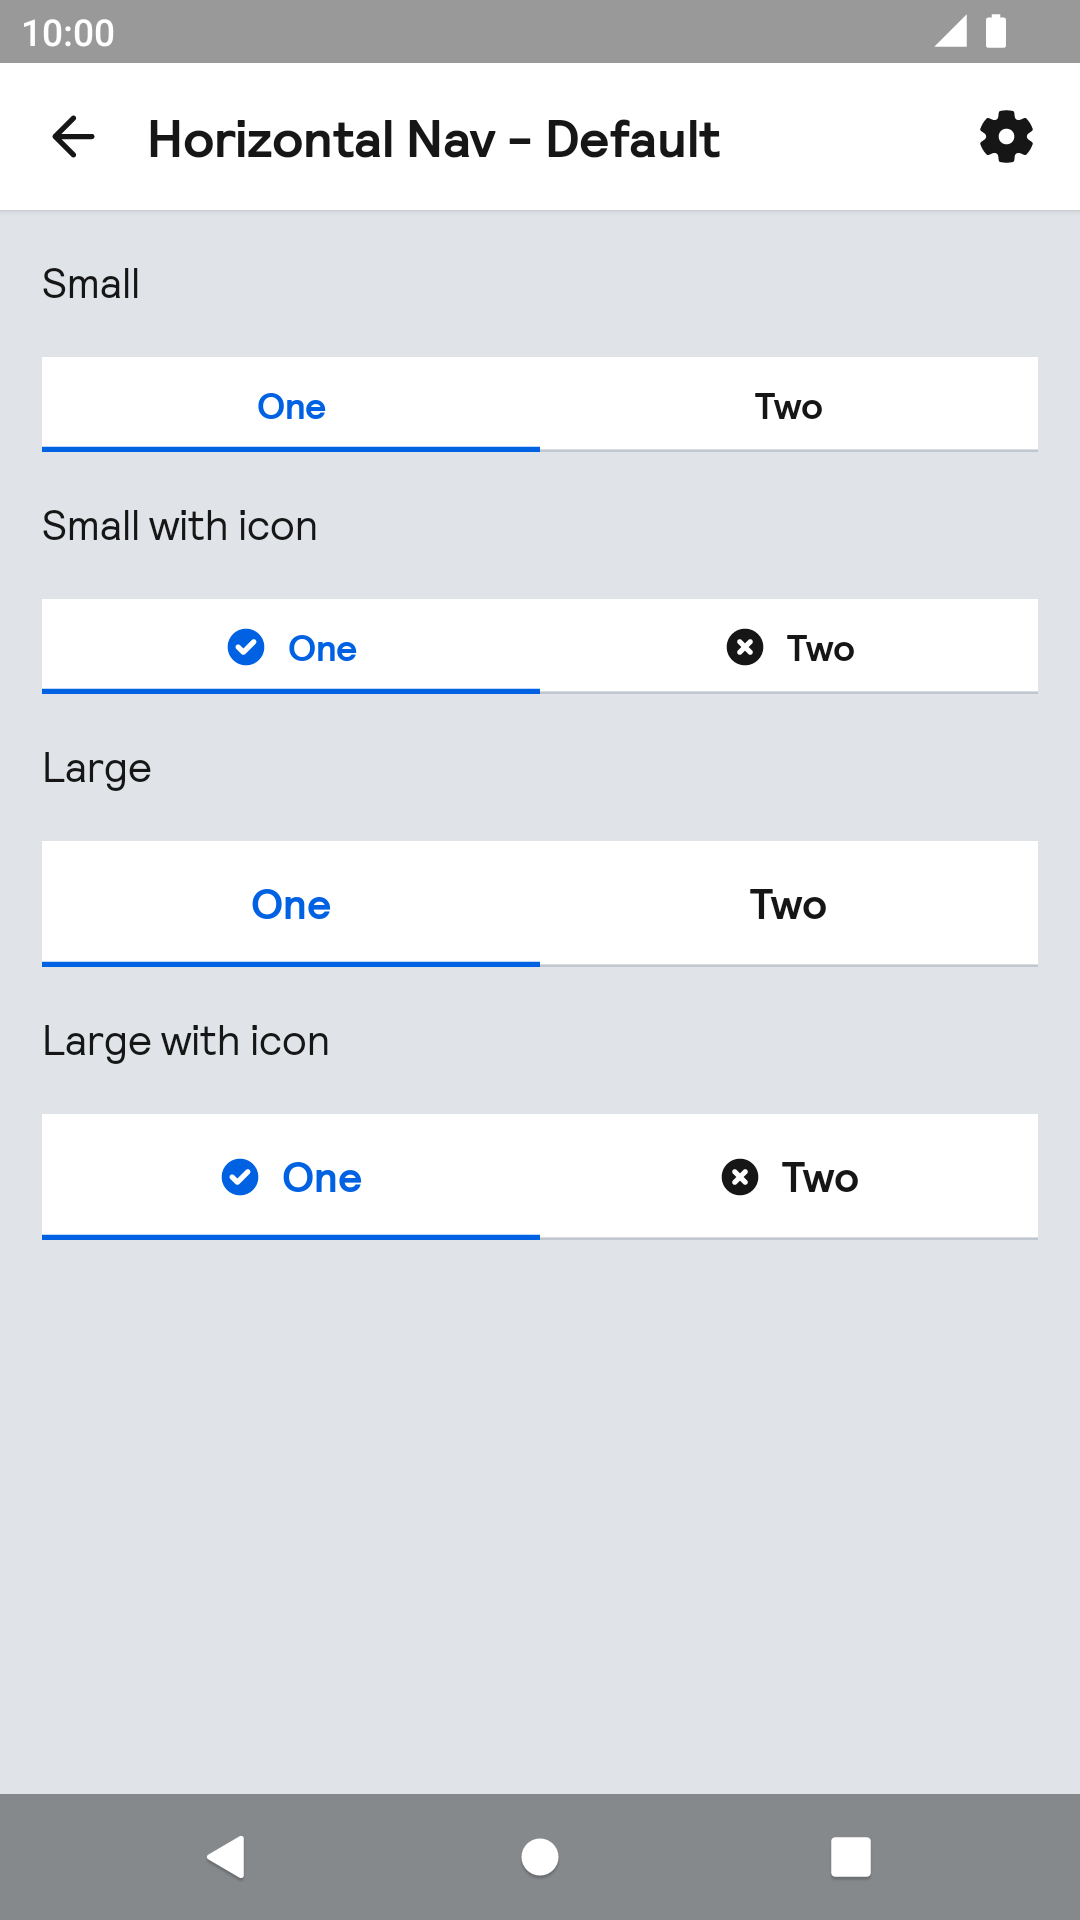 10:00
Horizontal Nav - Default
Small
One Two
Small with icon
One Two
Large
One Two
Large with icon
One Two